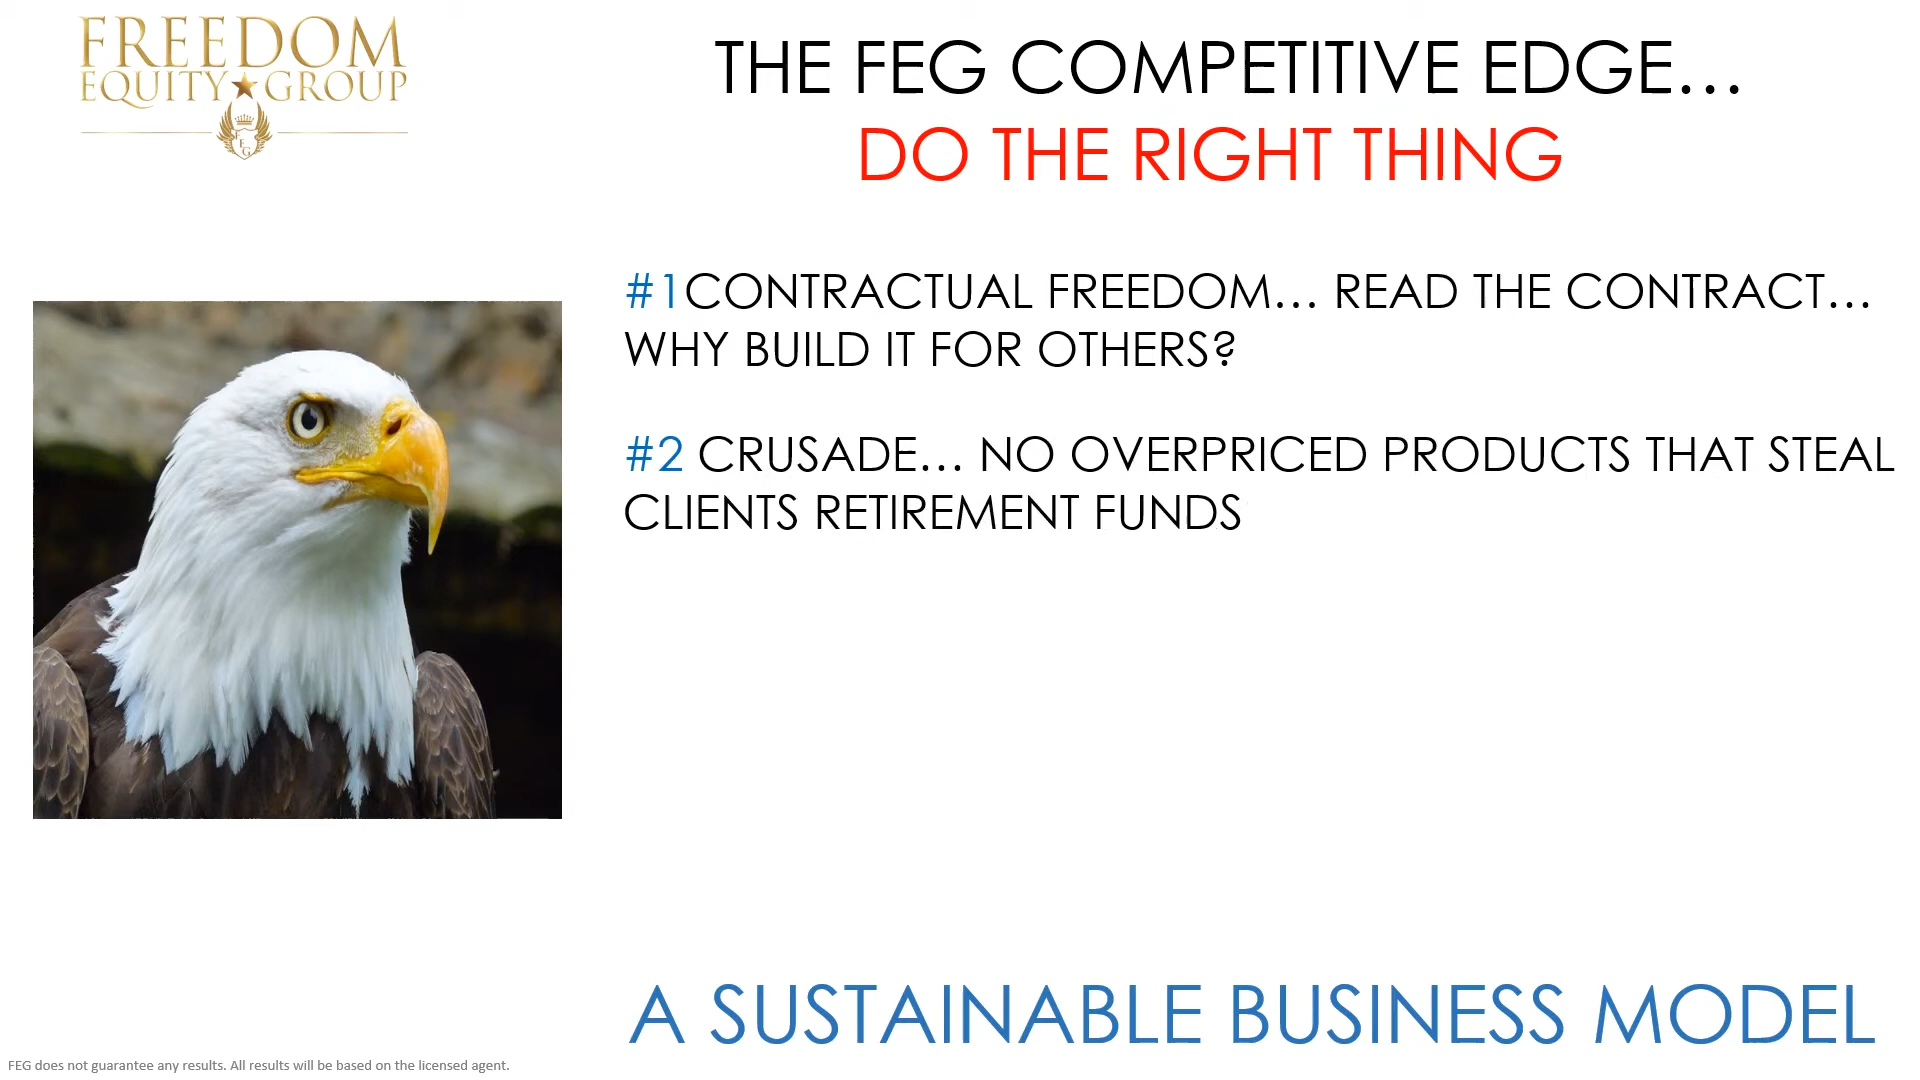 FREEDOM
EQUITY★GROUP
FEG
THE FEG COMPETITIVE EDGE…
DO THE RIGHT THING
#1CONTRACTUAL FREEDOM… READ THE CONTRACT…
WHY BUILD IT FOR OTHERS?
#2 CRUSADE… NO OVERPRICED PRODUCTS THAT STEAL
CLIENTS RETIREMENT FUNDS
A SUSTAINABLE BUSINESS MODEL
FEG does not guarantee any results. All results will be based on the licensed agent.